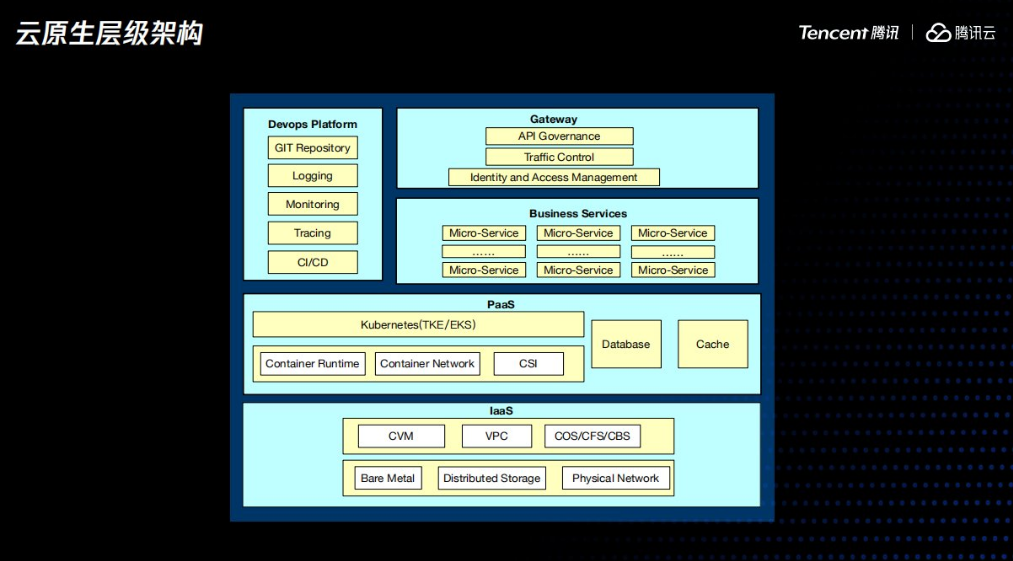 云原生层级架构
Tencent 腾讯 | 腾讯云
Devops Platform
GIT Repository
Logging
Monitoring
Tracing
CI/CD
Gateway
API Governance
Traffic Control
Identity and Access Management
Business Services
Micro-Service Micro-Service Micro-Service
...... ...... ......
Micro-Service Micro-Service Micro-Service
PaaS
Kubernetes(TKE/EKS)
Container Runtime Container Network CSI
Database Cache
IaaS
CVM VPC COS/CFS/CBS
Bare Metal Distributed Storage Physical Network